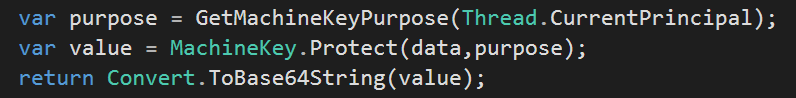 var purpose = GetMachineKeyPurpose(Thread.CurrentPrincipal);
var value = MachineKey.Protect(data,purpose);
return Convert.ToBase64String(value);